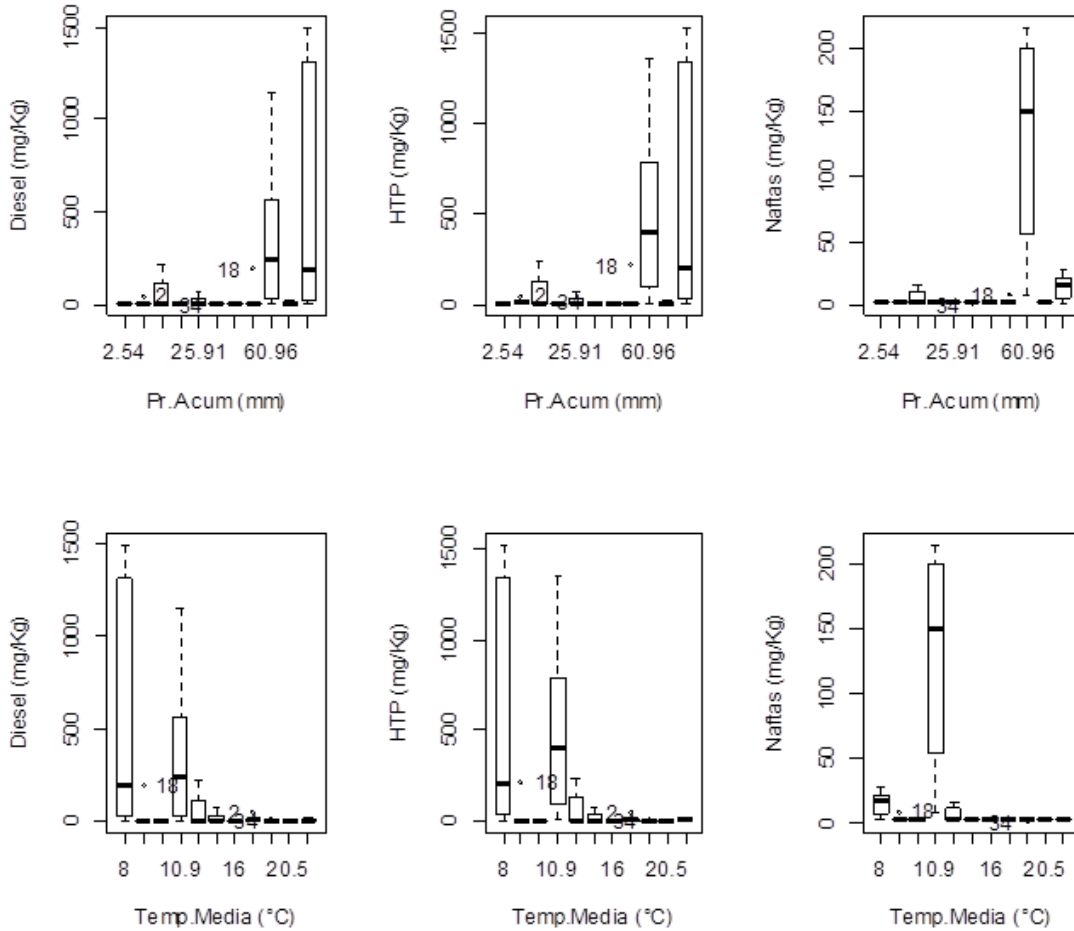 Diesel (mg/Kg)
0 500 1000 1500
18
2
34
2.54 25.91 60.96
Pr.Acum (mm)
HTP (mg/Kg)
0 500 1000 1500
18
2
34
2.54 25.91 60.96
Pr.Acum (mm)
Naftas (mg/Kg)
0 50 100 150 200
18
34
2.54 25.91 60.96
Pr.Acum (mm)
Diesel (mg/Kg)
0 500 1000 1500
18
2
34
8 10.9 16 20.5
Temp.Media (°C)
HTP (mg/Kg)
0 500 1000 1500
18
2
34
8 10.9 16 20.5
Temp.Media (°C)
Naftas (mg/Kg)
0 50 100 150 200
18
34
8 10.9 16 20.5
Temp.Media (°C)